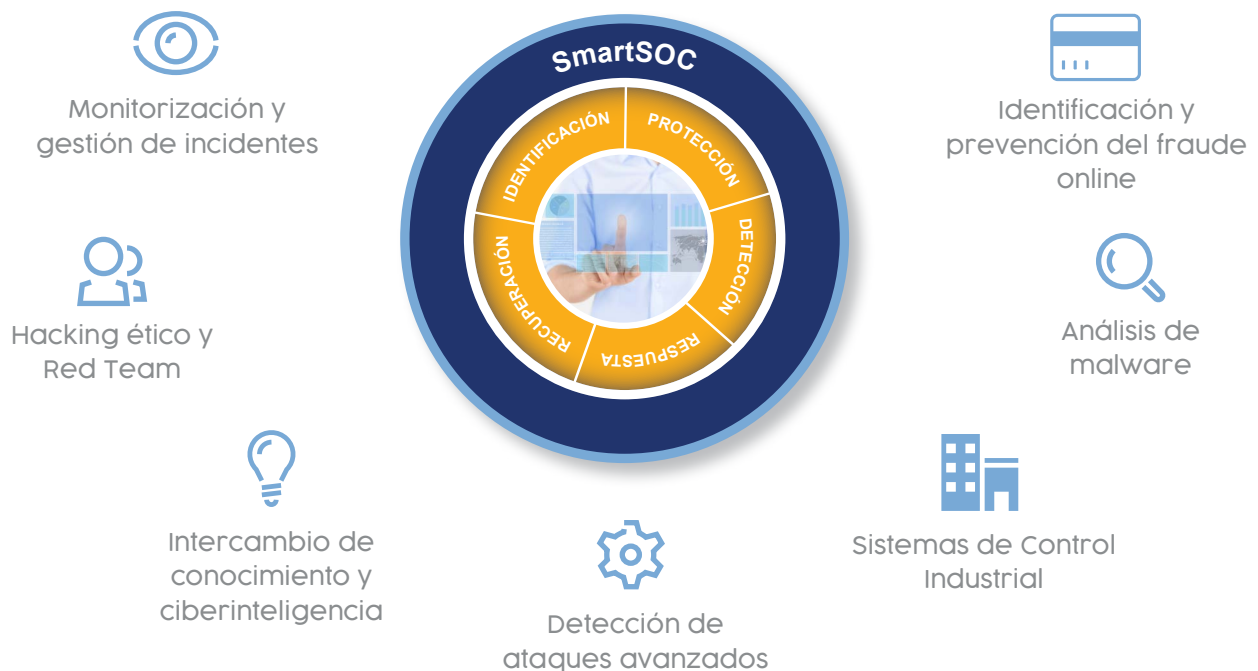 SmartSOC
IDENTIFICACIÓN
PROTECCIÓN
DETECCIÓN
RESPUESTA
RECUPERACIÓN
Monitorización y
gestión de incidentes
Identificación y
prevención del fraude
online
Hacking ético y
Red Team
Análisis de
malware
Intercambio de
conocimiento y
ciberinteligencia
Detección de
ataques avanzados
Sistemas de Control
Industrial